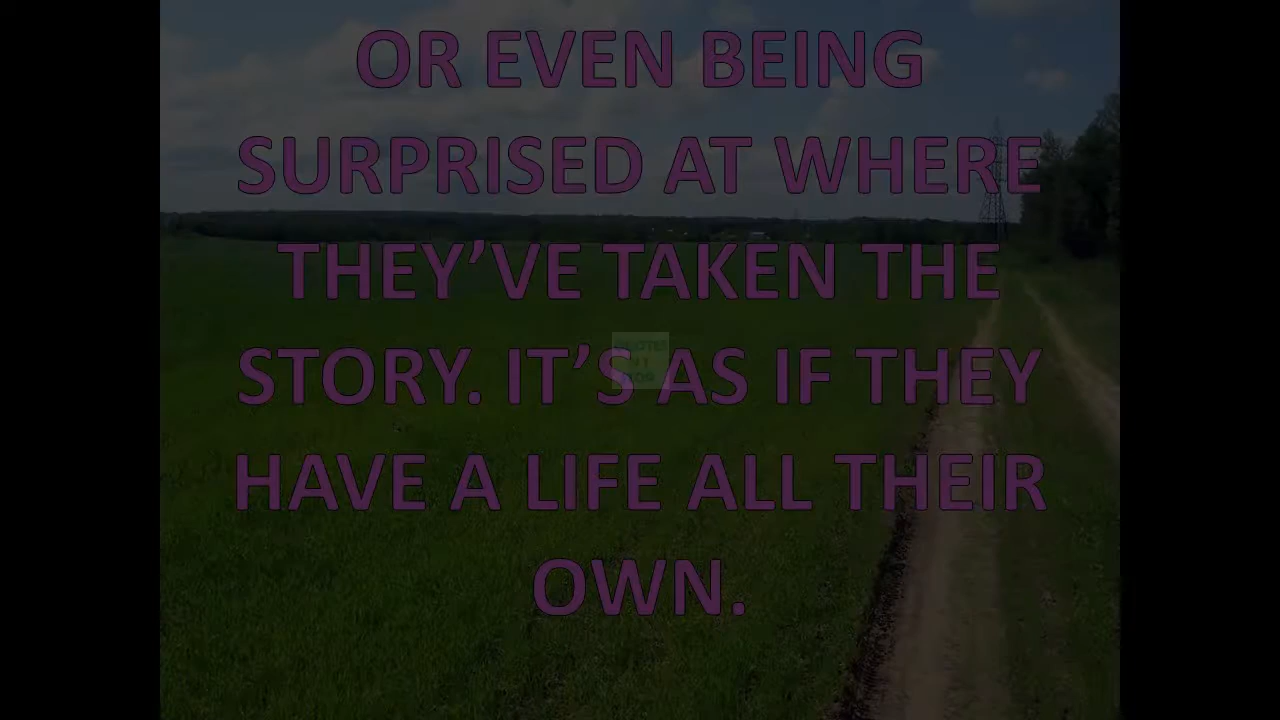 OR EVEN BEING
SURPRISED AT WHERE
THEY’VE TAKEN THE
STORY. IT’S AS IF THEY
HAVE A LIFE ALL THEIR
OWN.